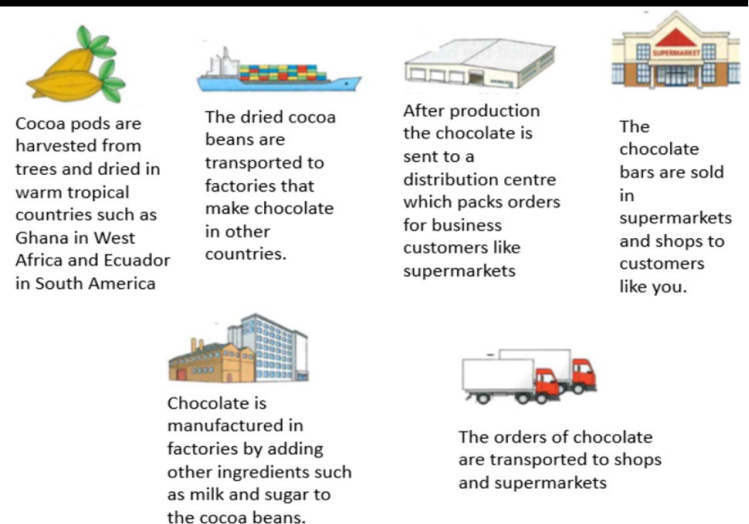 Cocoa pods are
harvested from
trees and dried in
warm tropical
countries such as
Ghana in West
Africa and Ecuador
in South America
The dried cocoa
beans are
transported to
factories that
make chocolate
in other
countries.
After production
the chocolate is
sent to a
distribution centre
which packs orders
for business
customers like
supermarkets
SUPERMARKET
The
chocolate
bars are sold
in
supermarkets
and shops to
customers
like you.
Chocolate is
manufactured in
factories by adding
other ingredients such
as milk and sugar to
the cocoa beans.
The orders of chocolate
are transported to shops
and supermarkets